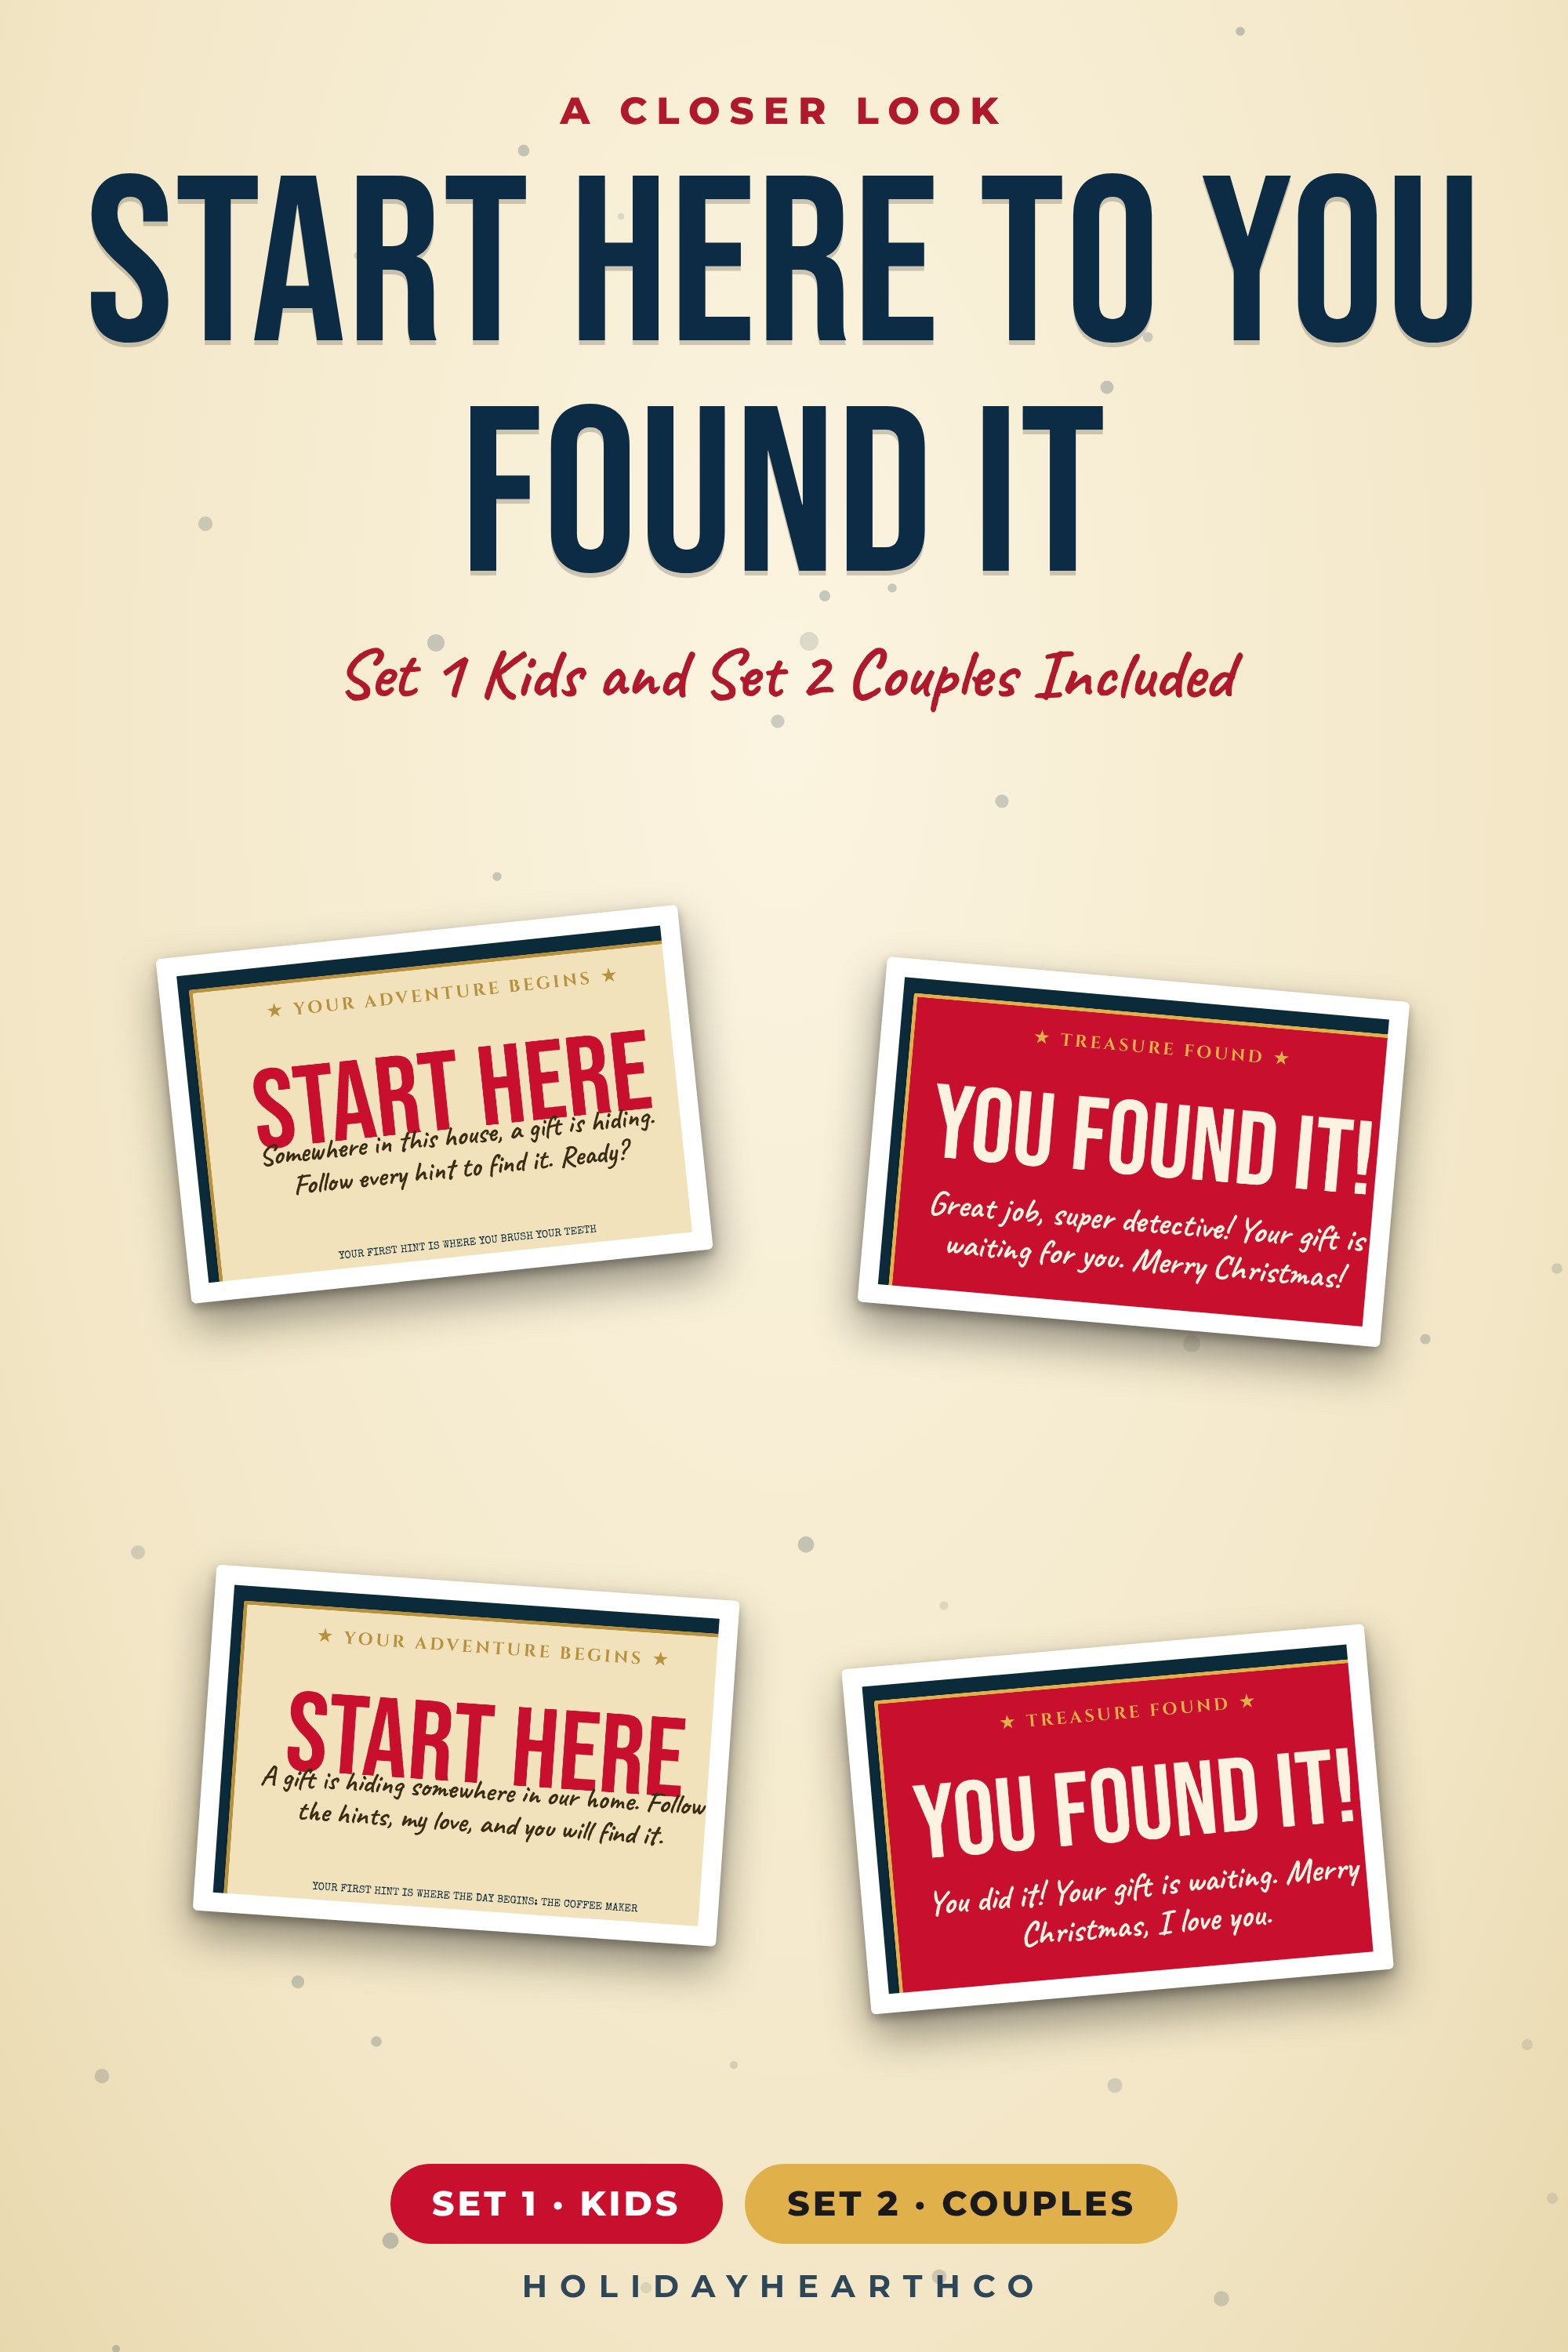 A CLOSER LOOK
START HERE TO YOU
FOUND IT
Set 1 Kids and Set 2 Couples Included
★ YOUR ADVENTURE BEGINS ★
START HERE
Somewhere in this house, a gift is hiding.
Follow every hint to find it. Ready?
YOUR FIRST HINT IS WHERE YOU BRUSH YOUR TEETH
★ TREASURE FOUND ★
YOU FOUND IT!
Great job, super detective! Your gift is
waiting for you. Merry Christmas!
★ YOUR ADVENTURE BEGINS ★
START HERE
A gift is hiding somewhere in our home. Follow
the hints, my love, and you will find it.
YOUR FIRST HINT IS WHERE THE DAY BEGINS: THE COFFEE MAKER
★ TREASURE FOUND ★
YOU FOUND IT!
You did it! Your gift is waiting. Merry
Christmas, I love you.
SET 1 • KIDS
SET 2 • COUPLES
HOLIDAYHEARTHCO